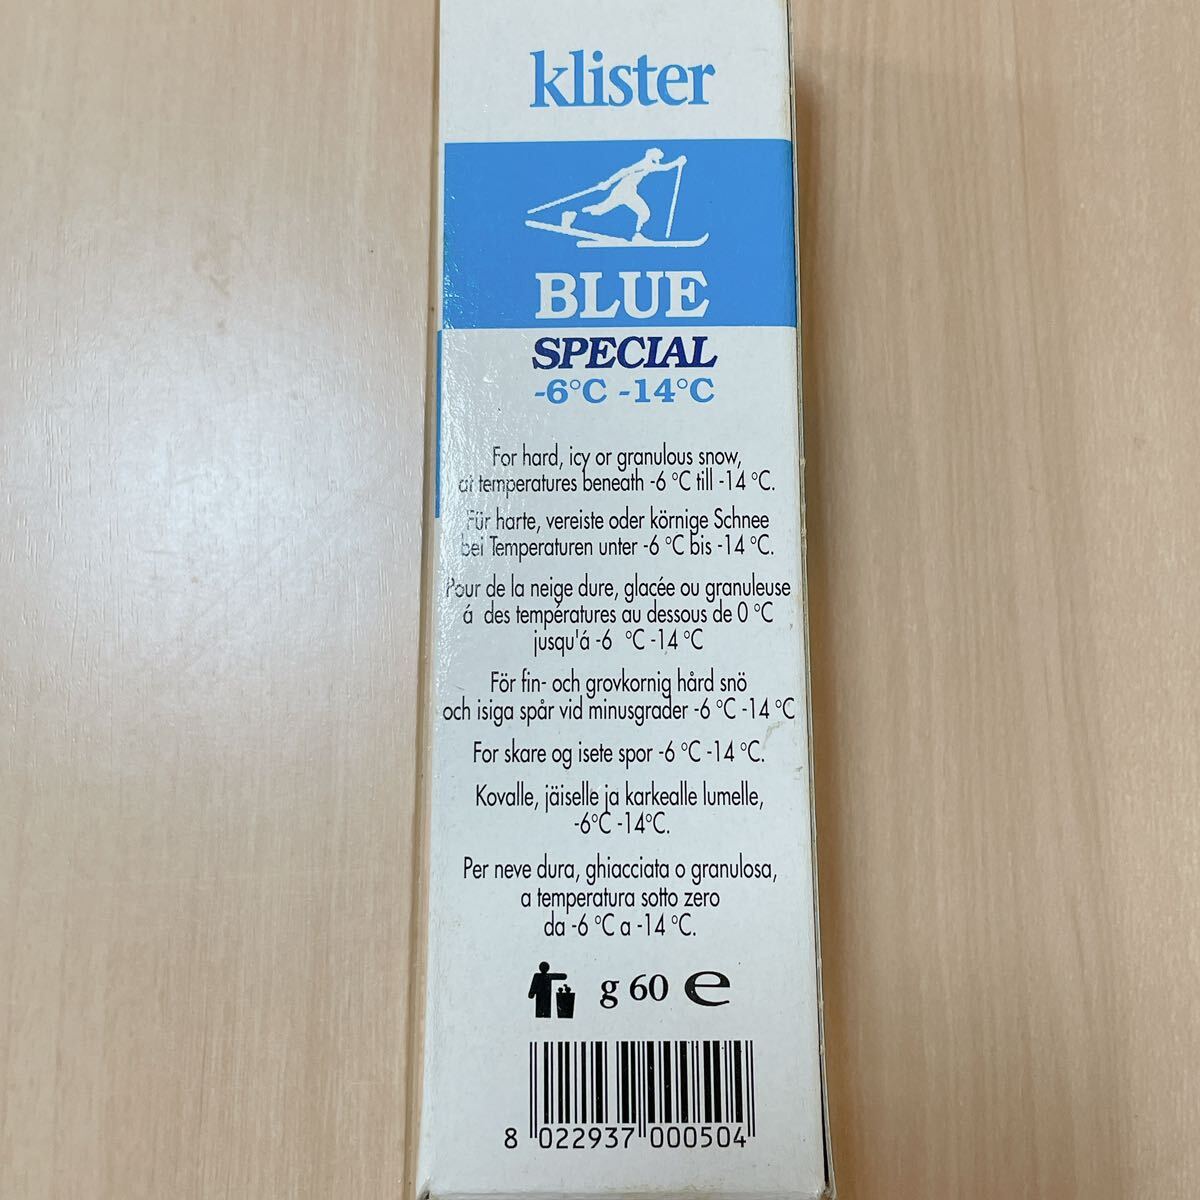 klister
BLUE
SPECIAL
-6°C -14°C
For hard, icy or granulous snow,
at temperatures beneath -6 °C till -14 °C.
Für harte, vereiste oder körnige Schnee
bei Temperaturen unter -6 °C bis -14 °C.
Pour de la neige dure, glacée ou granuleuse
á des températures au dessous de 0 °C
jusqu'á -6 °C -14 °C
För fin- och grovkornig hård snö
och isiga spår vid minusgrader -6 °C -14 °C
For skare og isete spor -6 °C -14 °C.
Kovalle, jäiselle ja karkealle lumelle,
-6°C -14°C.
Per neve dura, ghiacciata o granulosa,
a temperatura sotto zero
da -6 °C a -14 °C.
g 60 e
8 022937 000504